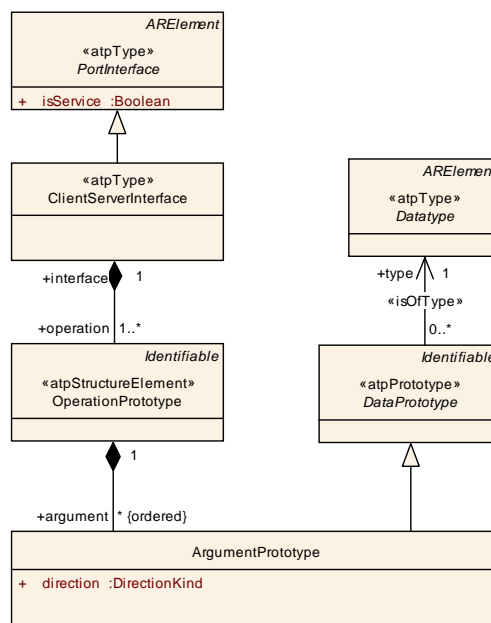 ARElement
«atpType»
PortInterface
+ isService :Boolean
«atpType»
ClientServerInterface
ARElement
«atpType»
Datatype
+interface 1
+type 1
«isOfType»
+operation 1..*
0..*
Identifiable
«atpStructureElement»
OperationPrototype
Identifiable
«atpPrototype»
DataPrototype
1
+argument * {ordered}
ArgumentPrototype
+ direction :DirectionKind